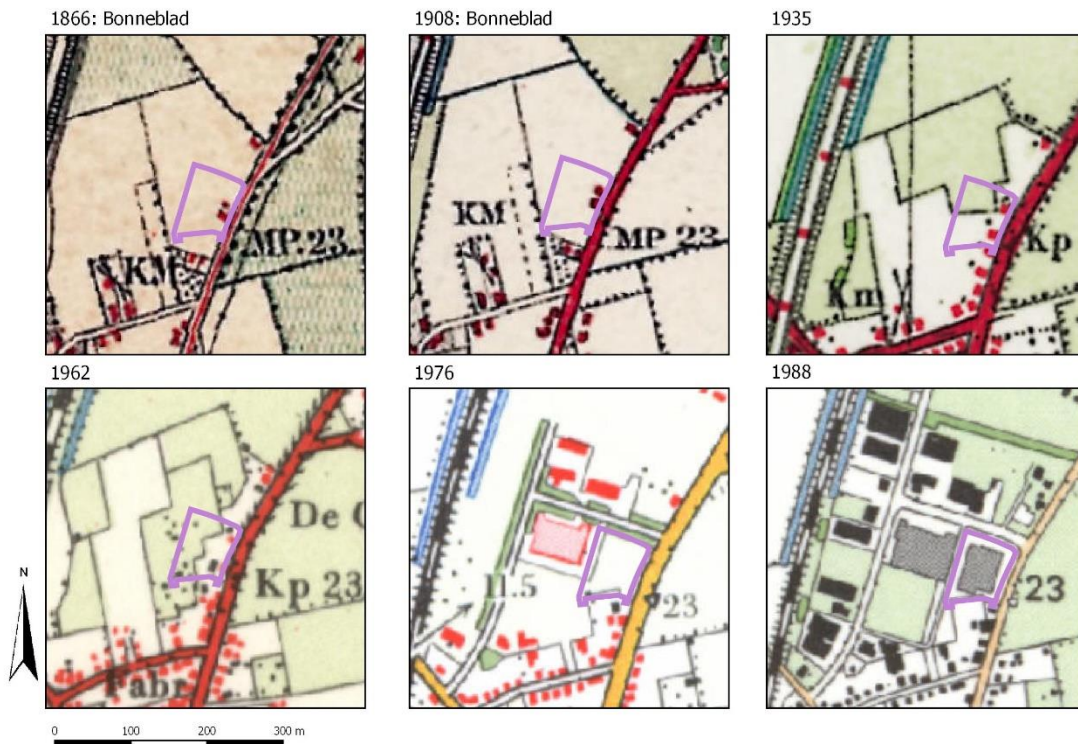 1866: Bonneblad
1908: Bonneblad
1935
KM
MP. 23
KM
MP 23
Km
Kp
1962
1976
1988
De
Kp 23
Fabr
11.5
23
23
N
0 100 200 300 m